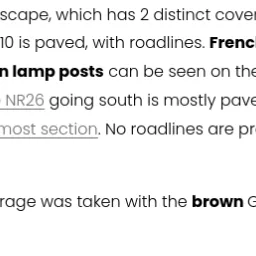 scape, which has 2 distinct cover
10 is paved, with roadlines. Frenc
n lamp posts can be seen on the
NR26 going south is mostly pave
most section. No roadlines are pr
rage was taken with the brown G